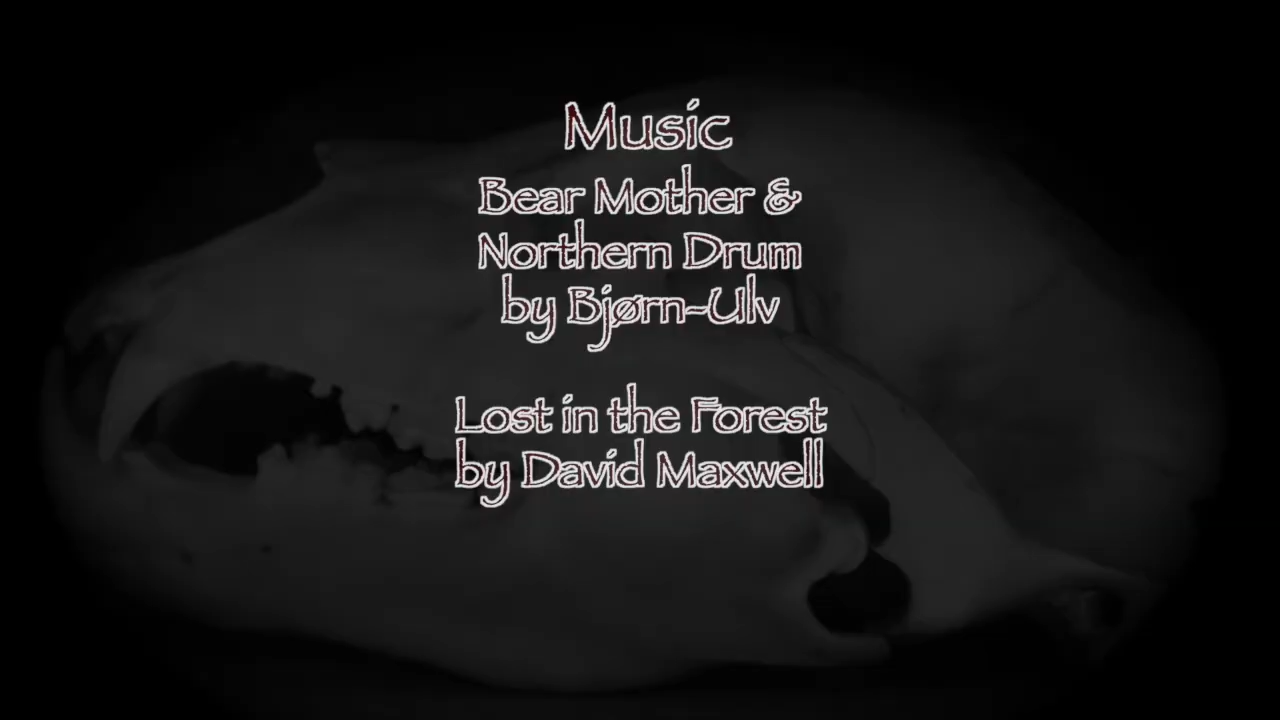 Music
Bear Mother &
Northern Drum
by Bjørn-Ulv
Lost in the Forest
by David Maxwell